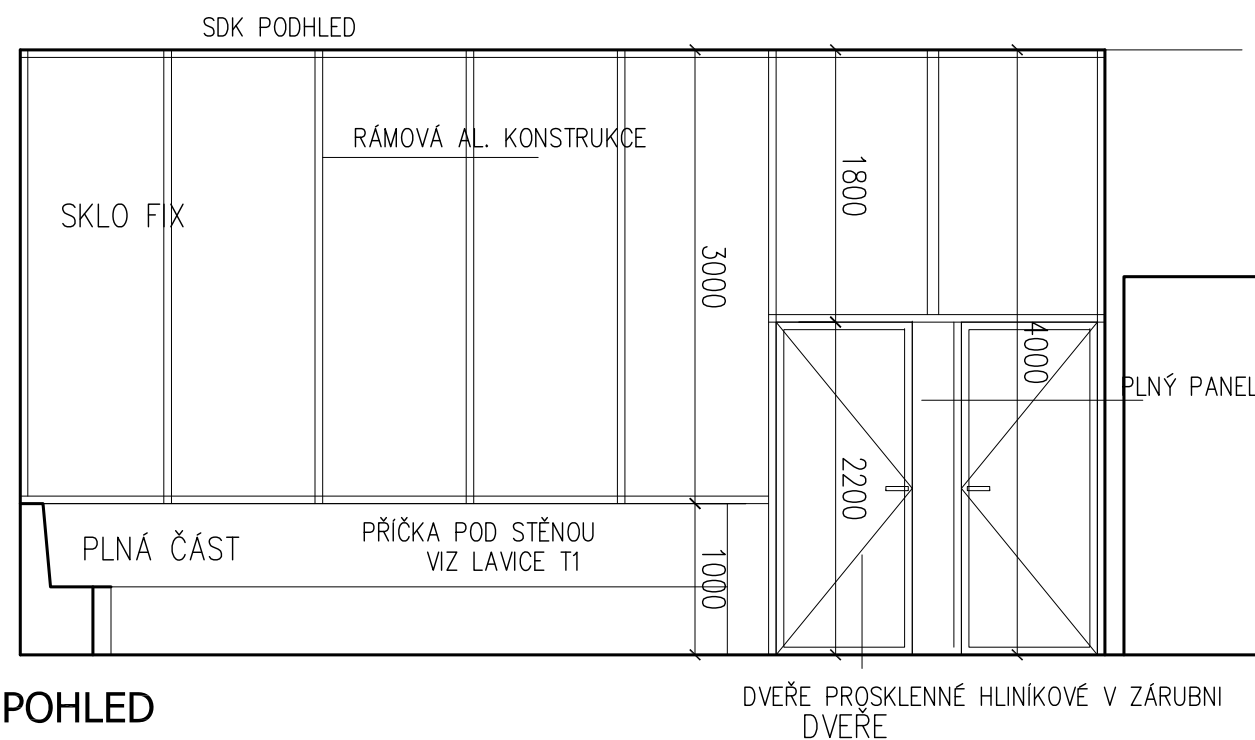 SDK PODHLED
RÁMOVÁ AL. KONSTRUKCE
1800
SKLO FIX
3000
4000
PLNÝ PANEL
2200
PŘÍČKA POD STĚNOU
VIZ LAVICE T1
PLNÁ ČÁST
1000
POHLED
DVEŘE PROSKLENNÉ HLINÍKOVÉ V ZÁRUBNI
DVEŘE